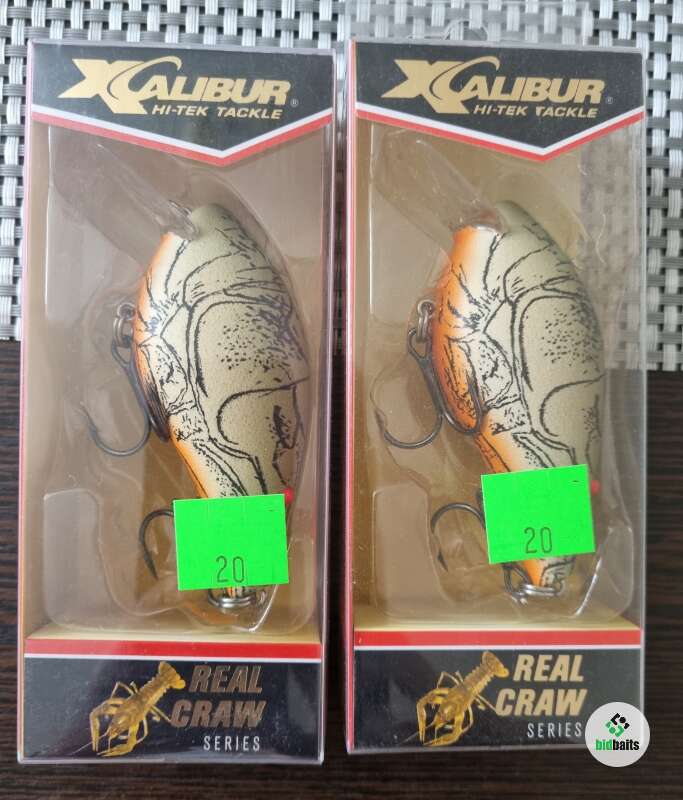 XCALIBUR®
HI-TEK TACKLE
20
REAL
CRAW
SERIES
XCALIBUR®
HI-TEK TACKLE
20
REAL
CRAW
SERIES
bidbaits